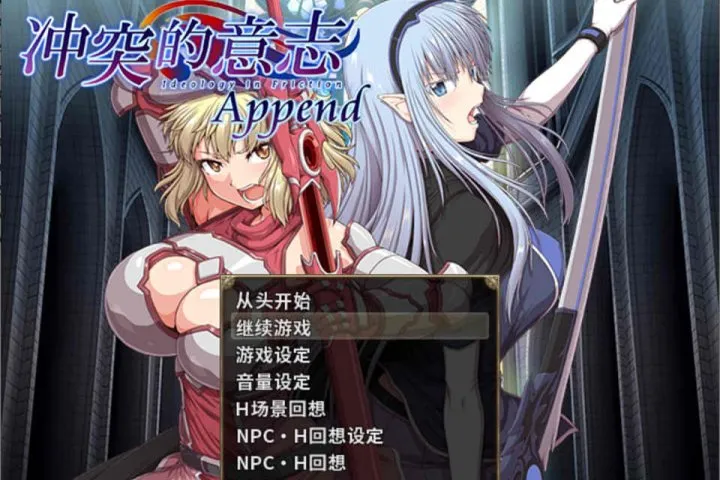 冲突的意志
Ideology in Friction
Append
从头开始
继续游戏
游戏设定
音量设定
H场景回想
NPC・H回想设定
NPC・H回想